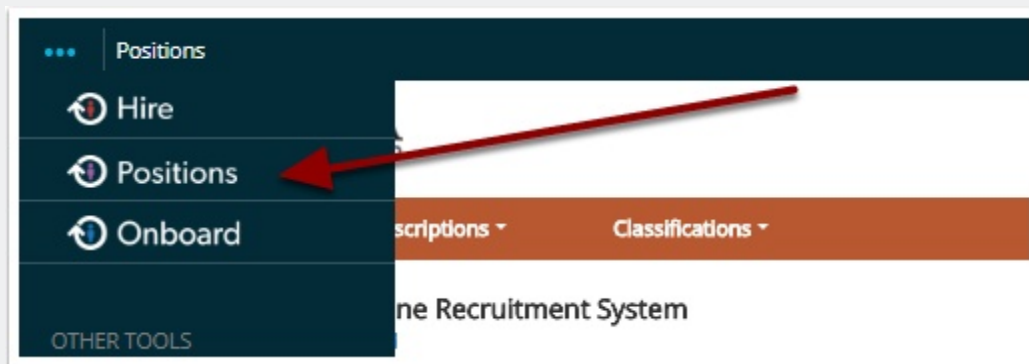 Positions
Hire
Positions
Onboard
scriptions Classifications
ne Recruitment System
OTHER TOOLS